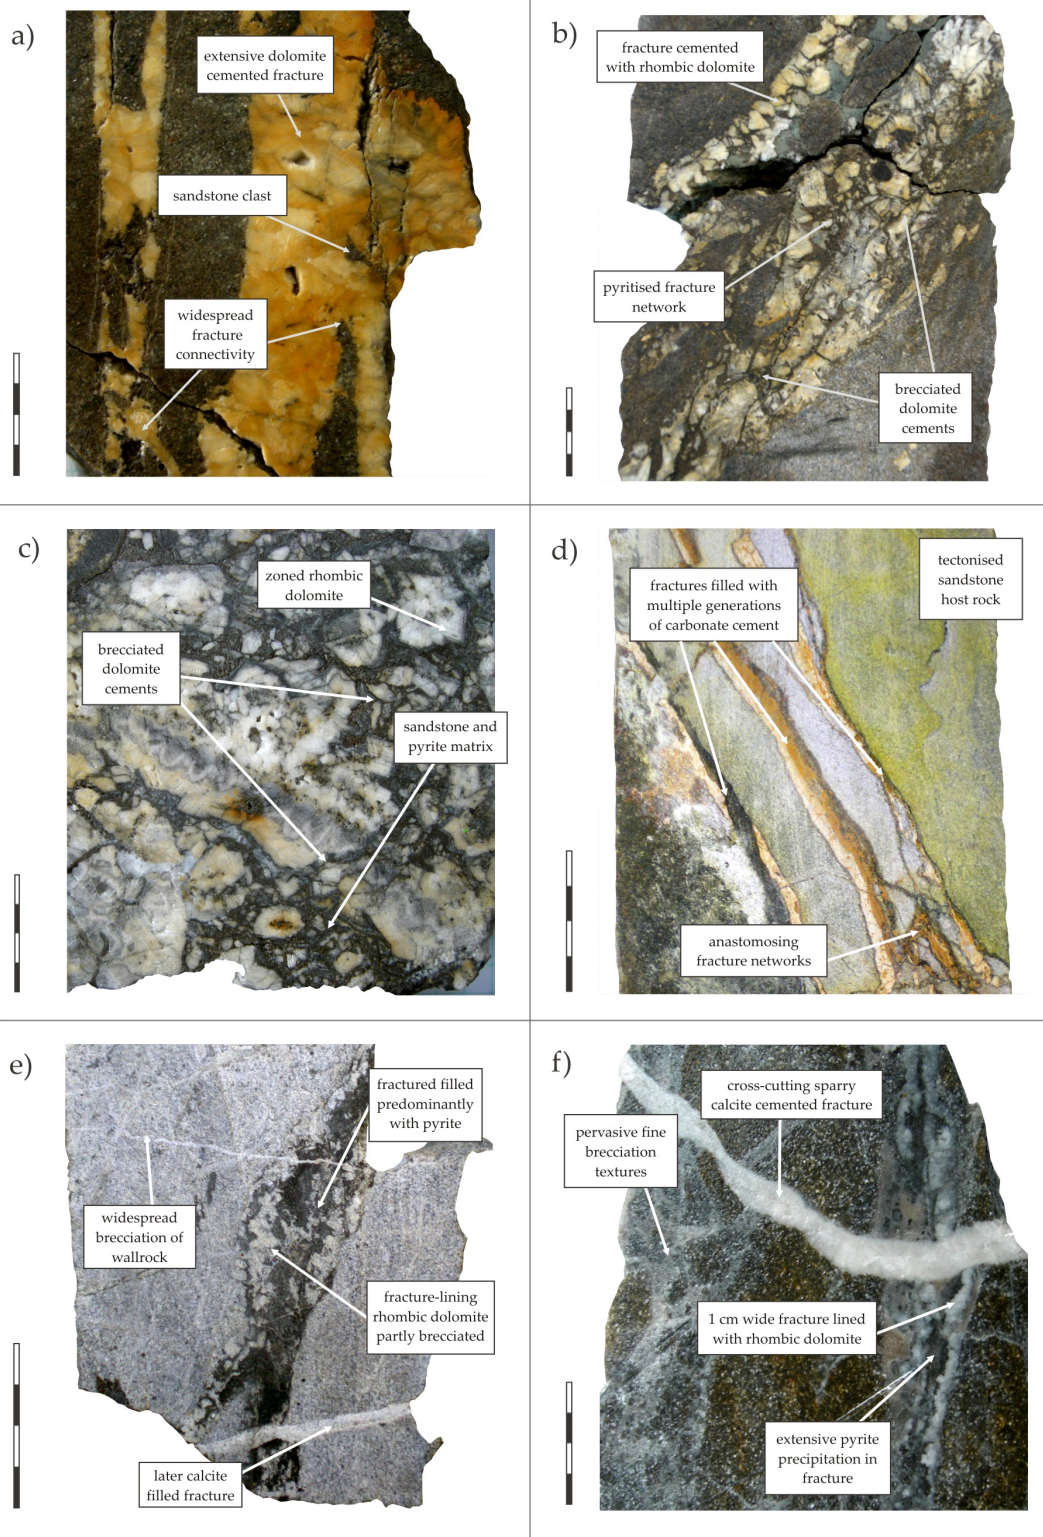 a)
extensive dolomite
cemented fracture
sandstone clast
widespread
fracture
connectivity
b)
fracture cemented
with rhombic dolomite
pyritised fracture
network
brecciated
dolomite
cements
c)
zoned rhombic
dolomite
brecciated
dolomite
cements
sandstone and
pyrite matrix
d)
tectonised
sandstone
host rock
fractures filled with
multiple generations
of carbonate cement
anastomosing
fracture networks
e)
fractured filled
predominantly
with pyrite
widespread
brecciation of
wallrock
fracture-lining
rhombic dolomite
partly brecciated
later calcite
filled fracture
f)
cross-cutting sparry
calcite cemented fracture
pervasive fine
brecciation
textures
1 cm wide fracture lined
with rhombic dolomite
extensive pyrite
precipitation in
fracture